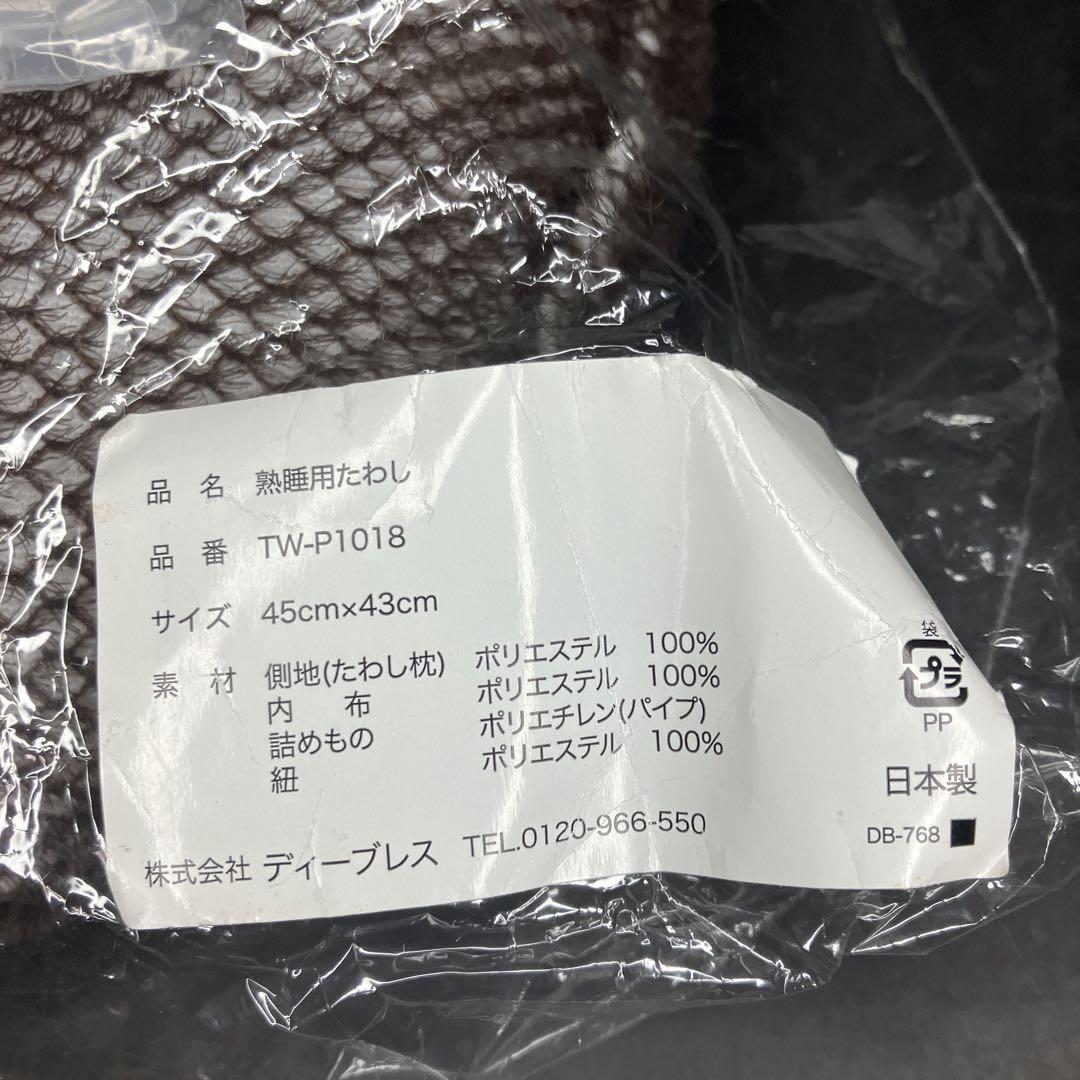 品 名 熟睡用たわし
品 番 TW-P1018
サイズ 45cm×43cm
素 材 側地(たわし枕) ポリエステル 100%
内 布 ポリエステル 100%
詰めもの ポリエチレン(パイプ)
紐 ポリエステル 100%
株式会社 ディーブレス TEL.0120-966-550
袋
プラ
PP
日本製
DB-768